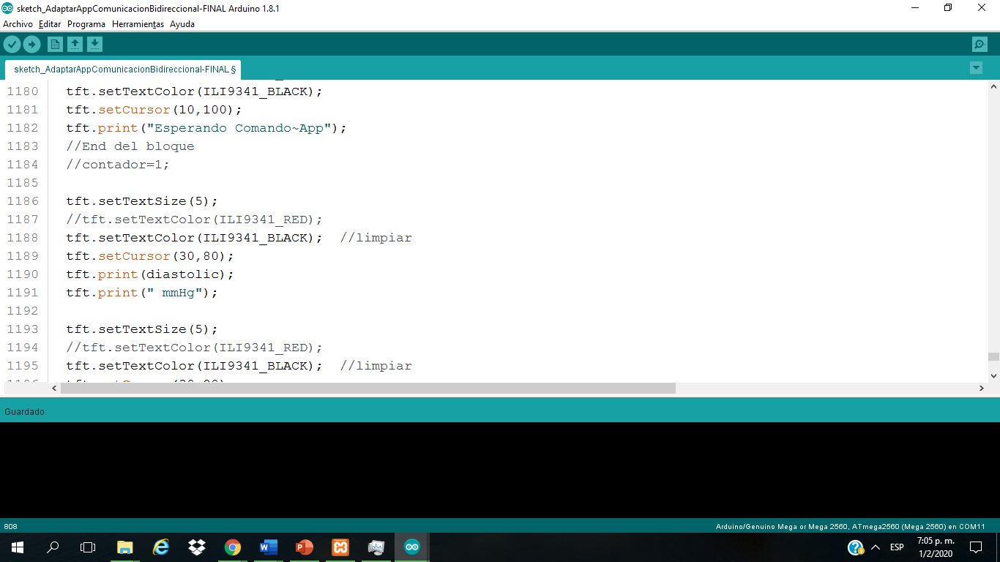 sketch_AdaptarAppComunicacionBidireccional-FINAL Arduino 1.8.1
Archivo Editar Programa Herramientas Ayuda
sketch_AdaptarAppComunicacionBidireccional-FINAL §
1180 tft.setTextColor(ILI9341_BLACK);
1181 tft.setCursor(10,100);
1182 tft.print("Esperando Comando~App");
1183 //End del bloque
1184 //contador=1;
1185
1186 tft.setTextSize(5);
1187 //tft.setTextColor(ILI9341_RED);
1188 tft.setTextColor(ILI9341_BLACK); //limpiar
1189 tft.setCursor(30,80);
1190 tft.print(diastolic);
1191 tft.print(" mmHg");
1192
1193 tft.setTextSize(5);
1194 //tft.setTextColor(ILI9341_RED);
1195 tft.setTextColor(ILI9341_BLACK); //limpiar
Guardado.
808 Arduino/Genuino Mega or Mega 2560, ATmega2560 (Mega 2560) en COM11
ESP
7:05 p. m.
1/2/2020